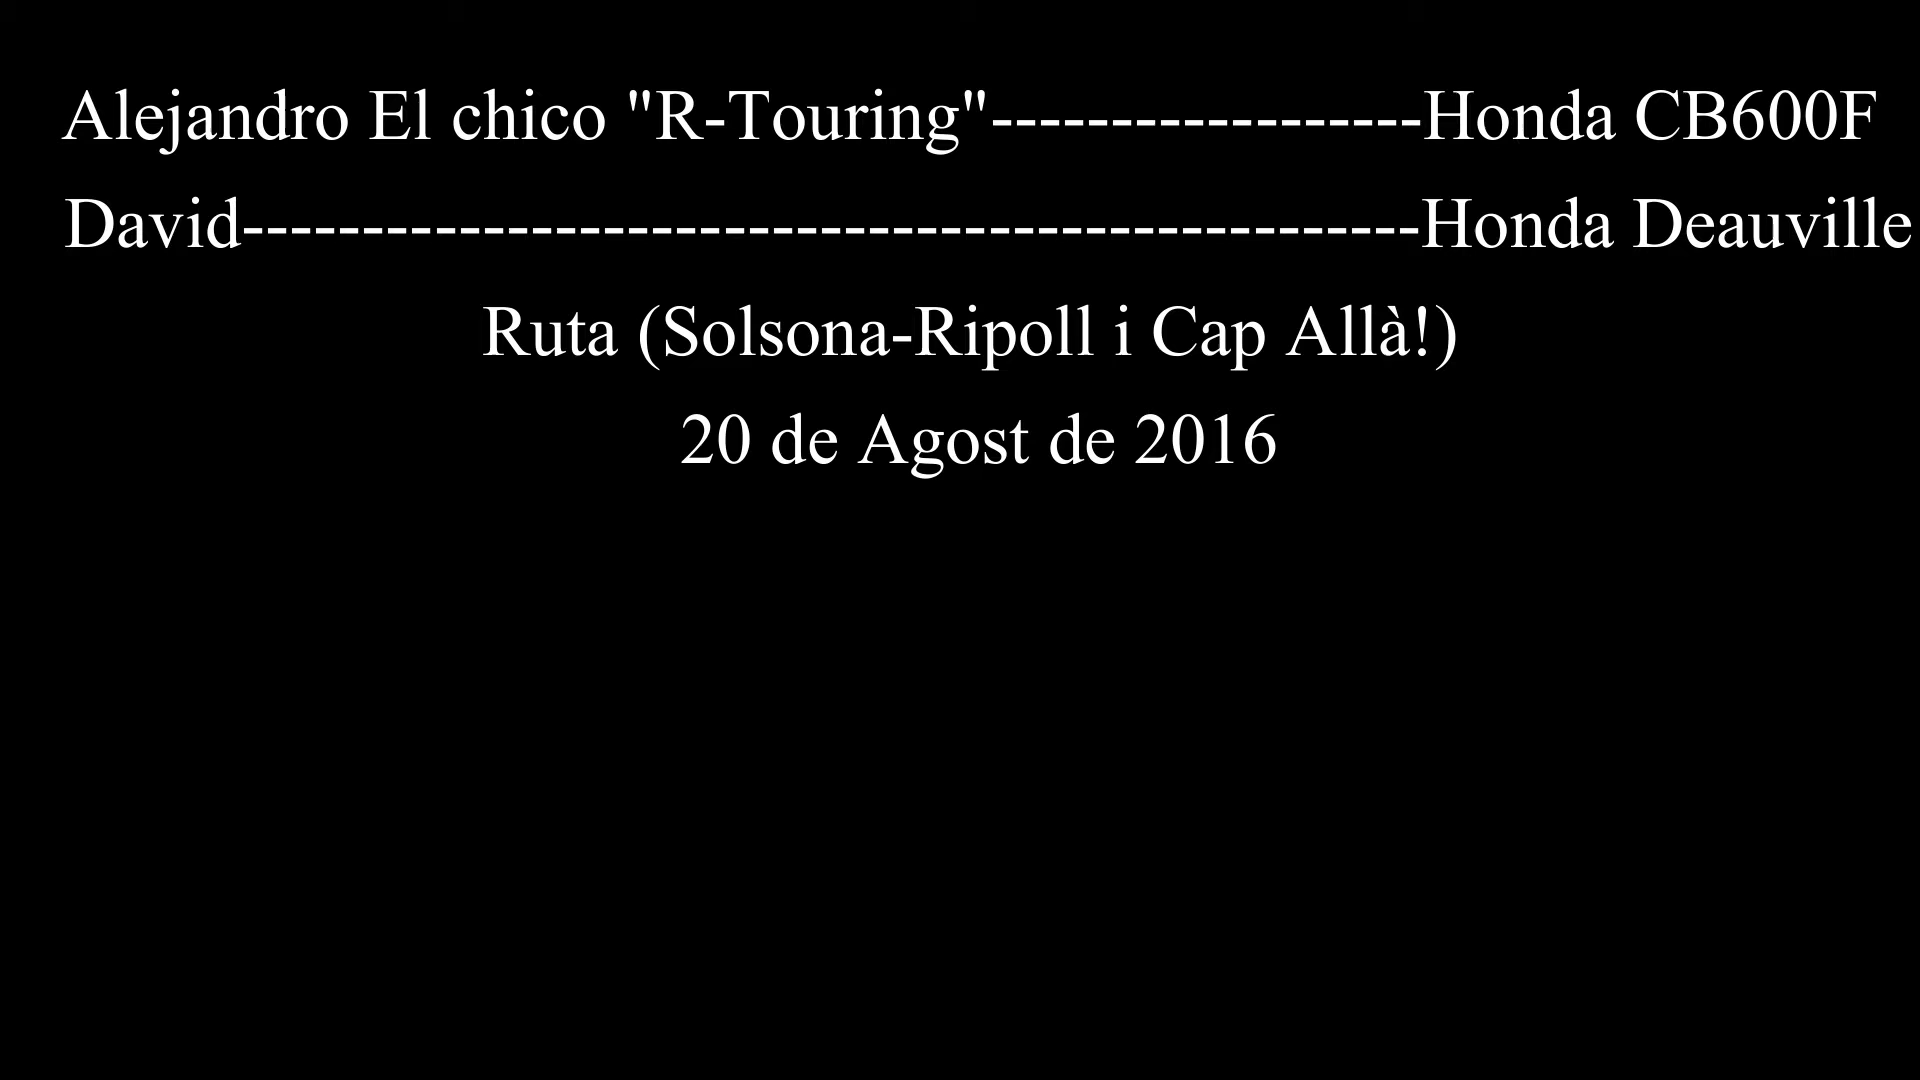 Alejandro El chico "R-Touring"------------------Honda CB600F
David-------------------------------------------------Honda Deauville
Ruta (Solsona-Ripoll i Cap Allà!)
20 de Agost de 2016